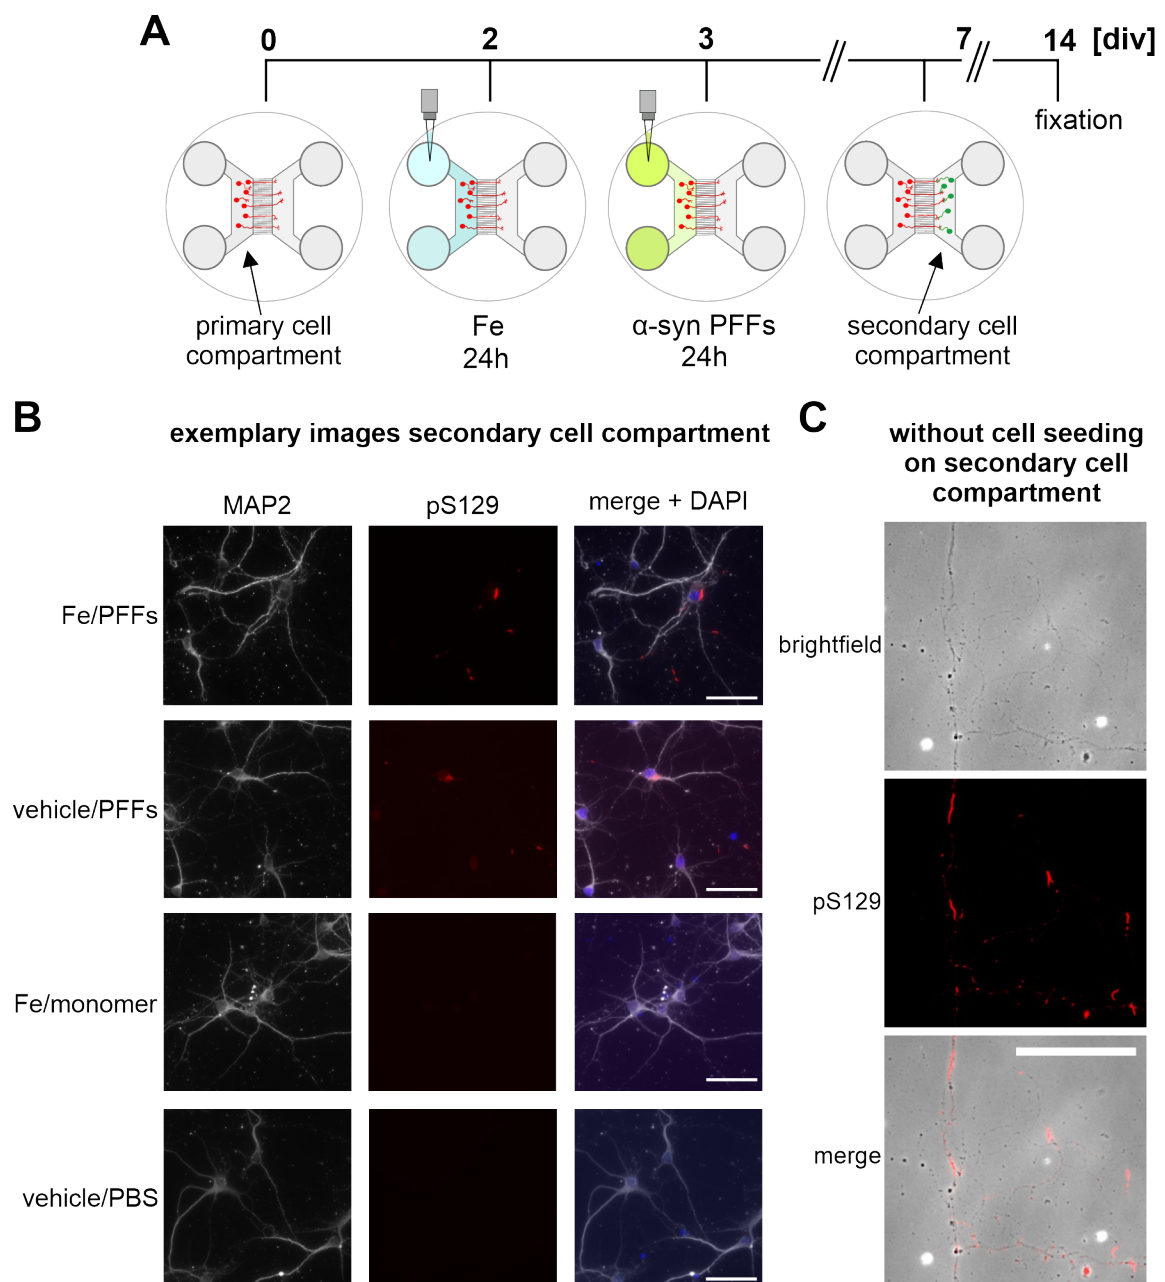 A
0 2 3 7 14 [div]
fixation
primary cell
compartment
Fe
24h
α-syn PFFs
24h
secondary cell
compartment
B
exemplary images secondary cell compartment
MAP2 pS129 merge + DAPI
Fe/PFFs
vehicle/PFFs
Fe/monomer
vehicle/PBS
C
without cell seeding
on secondary cell
compartment
brightfield
pS129
merge